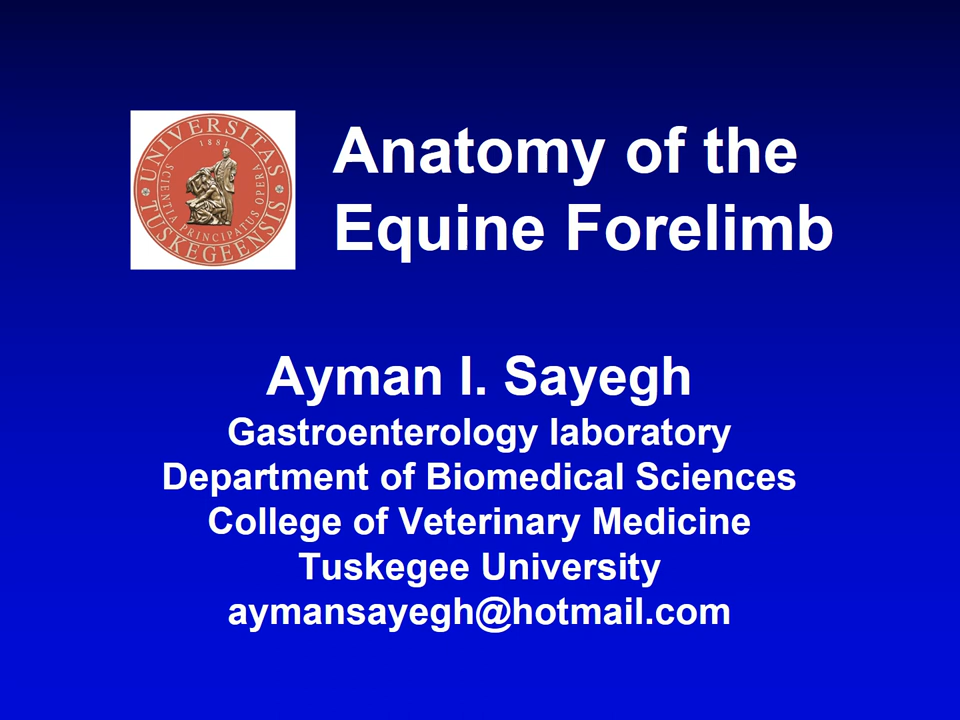 UNIVERSITAS
1881
SCIENTIA PRINCIPATUS OPERA
TUSKEGEENSIS
Anatomy of the
Equine Forelimb
Ayman I. Sayegh
Gastroenterology laboratory
Department of Biomedical Sciences
College of Veterinary Medicine
Tuskegee University
aymansayegh@hotmail.com